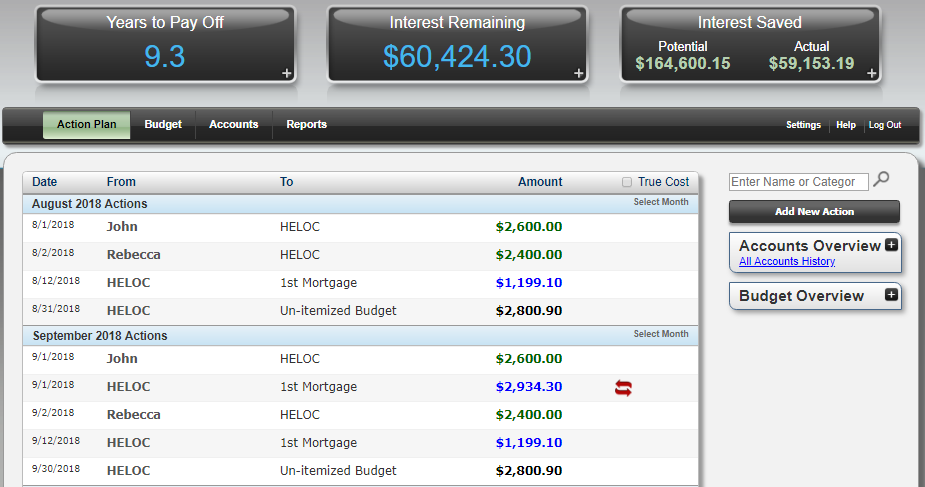 Years to Pay Off
9.3
+
Interest Remaining
$60,424.30
+
Interest Saved
Potential Actual
$164,600.15 $59,153.19
+
Action Plan Budget Accounts Reports Settings Help Log Out
Date From To Amount True Cost
August 2018 Actions Select Month
8/1/2018 John HELOC $2,600.00
8/2/2018 Rebecca HELOC $2,400.00
8/12/2018 HELOC 1st Mortgage $1,199.10
8/31/2018 HELOC Un-itemized Budget $2,800.90
September 2018 Actions Select Month
9/1/2018 John HELOC $2,600.00
9/1/2018 HELOC 1st Mortgage $2,934.30
9/2/2018 Rebecca HELOC $2,400.00
9/12/2018 HELOC 1st Mortgage $1,199.10
9/30/2018 HELOC Un-itemized Budget $2,800.90
Enter Name or Categor
Add New Action
Accounts Overview +
All Accounts History
Budget Overview +